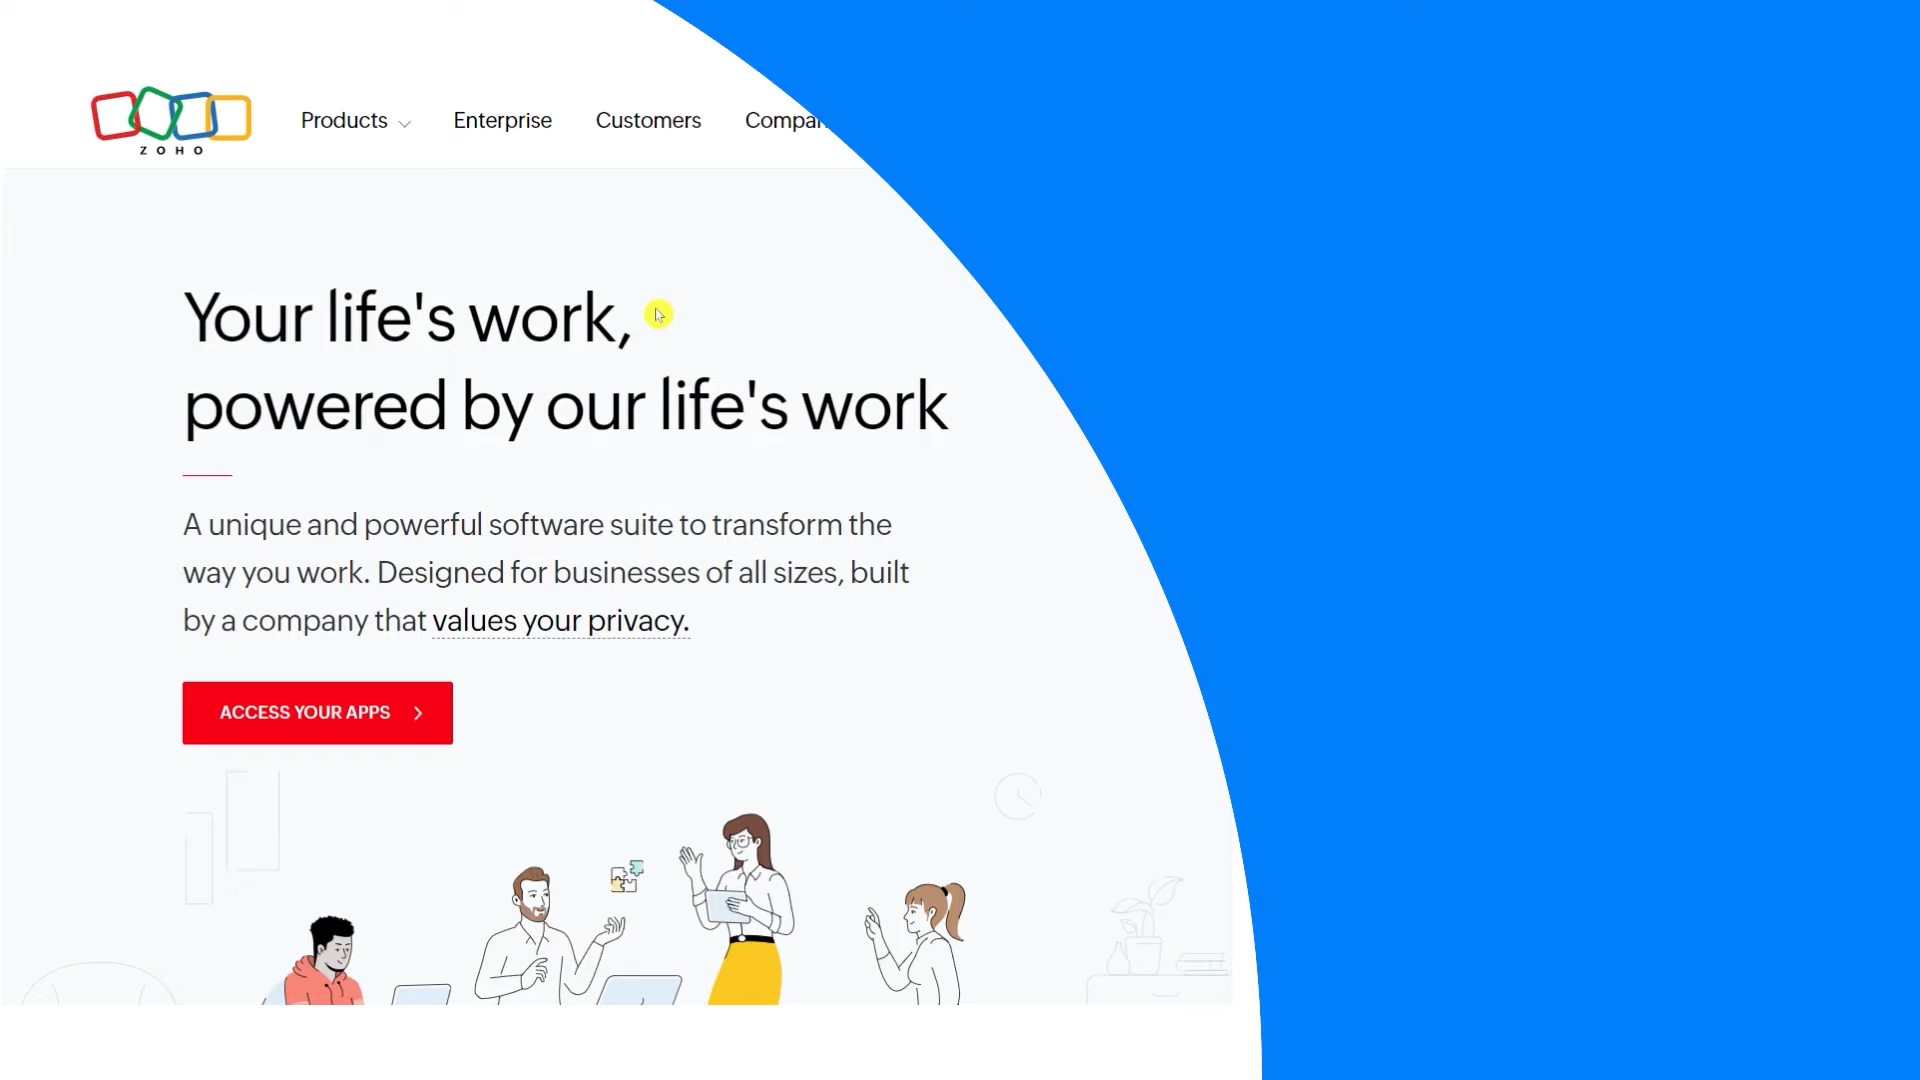 ZOHO
Products
Enterprise
Customers
Your life's work,
powered by our life's work
A unique and powerful software suite to transform the
way you work. Designed for businesses of all sizes, built
by a company that values your privacy.
ACCESS YOUR APPS